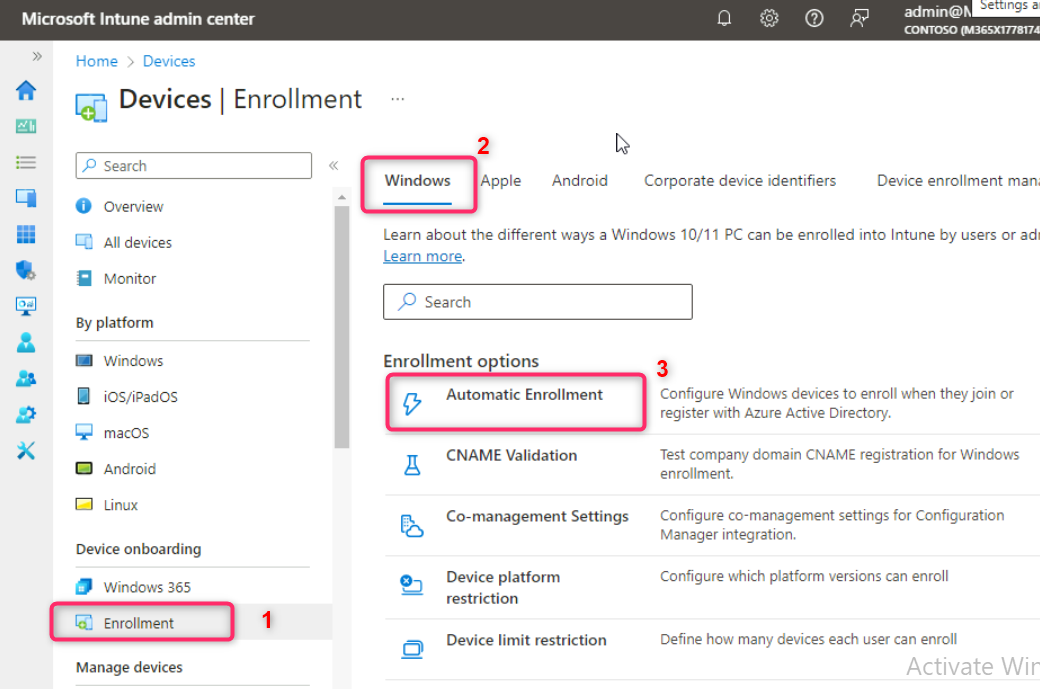 Microsoft Intune admin center
Settings a
admin@
CONTOSO (M365X1778174
Home > Devices
Devices | Enrollment ...
Search
Overview
All devices
Monitor
By platform
Windows
iOS/iPadOS
macOS
Android
Linux
Device onboarding
Windows 365
Enrollment
1
Manage devices
2
Windows
Apple
Android
Corporate device identifiers
Device enrollment mana
Learn about the different ways a Windows 10/11 PC can be enrolled into Intune by users or adm
Learn more.
Search
Enrollment options
3
Automatic Enrollment
Configure Windows devices to enroll when they join or
register with Azure Active Directory.
CNAME Validation
Test company domain CNAME registration for Windows
enrollment.
Co-management Settings
Configure co-management settings for Configuration
Manager integration.
Device platform
restriction
Configure which platform versions can enroll
Device limit restriction
Define how many devices each user can enroll
Activate Win